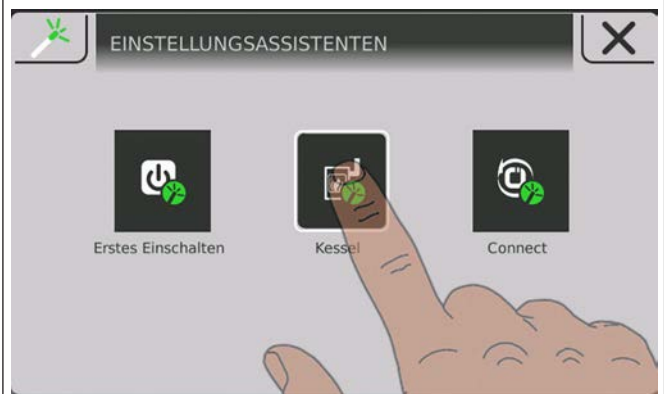 EINSTELLUNGSASSISTENTEN
Erstes Einschalten
Kessel
Connect